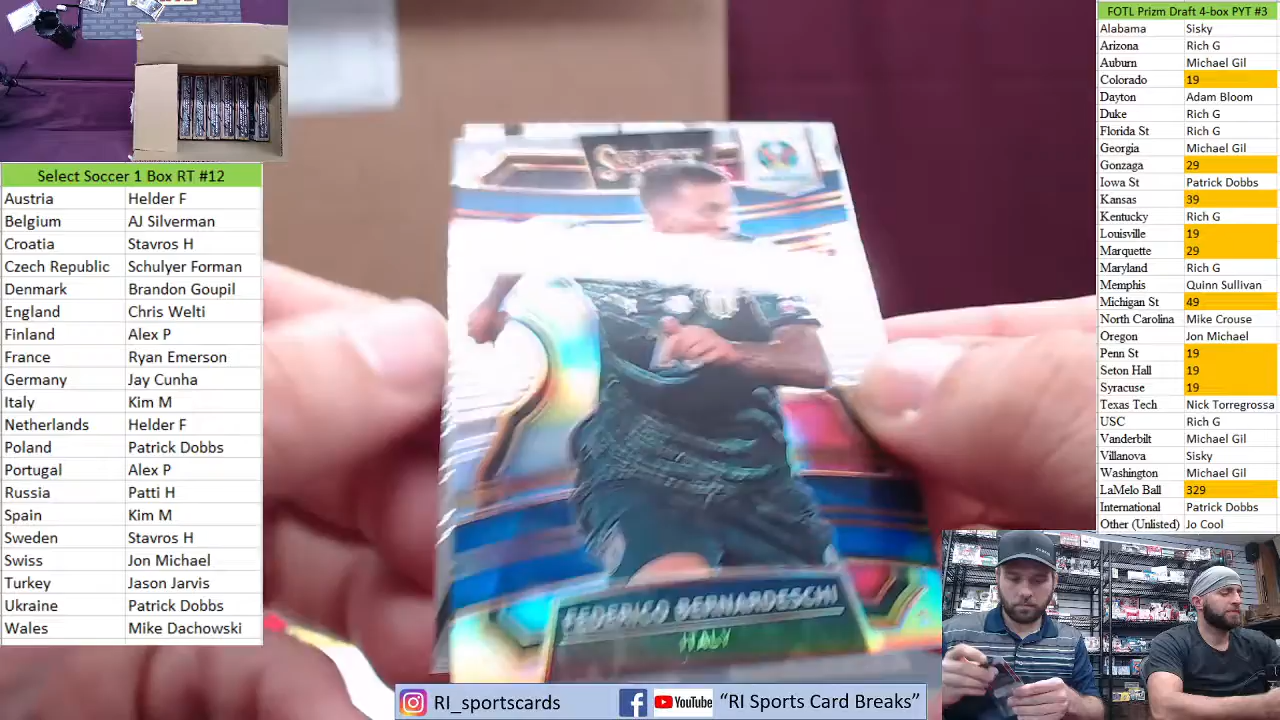 Select Soccer 1 Box RT #12
Austria Helder F
Belgium AJ Silverman
Croatia Stavros H
Czech Republic Schulyer Forman
Denmark Brandon Goupil
England Chris Welti
Finland Alex P
France Ryan Emerson
Germany Jay Cunha
Italy Kim M
Netherlands Helder F
Poland Patrick Dobbs
Portugal Alex P
Russia Patti H
Spain Kim M
Sweden Stavros H
Swiss Jon Michael
Turkey Jason Jarvis
Ukraine Patrick Dobbs
Wales Mike Dachowski
FEDERICO BERNARDESCHI
ITALY
RI_sportscards
YouTube "RI Sports Card Breaks"
FOTL Prizm Draft 4-box PYT #3
Alabama Sisky
Arizona Rich G
Auburn Michael Gil
Colorado 19
Dayton Adam Bloom
Duke Rich G
Florida St Rich G
Georgia Michael Gil
Gonzaga 29
Iowa St Patrick Dobbs
Kansas 39
Kentucky Rich G
Louisville 19
Marquette 29
Maryland Rich G
Memphis Quinn Sullivan
Michigan St 49
North Carolina Mike Crouse
Oregon Jon Michael
Penn St 19
Seton Hall 19
Syracuse 19
Texas Tech Nick Torregrossa
USC Rich G
Vanderbilt Michael Gil
Villanova Sisky
Washington Michael Gil
LaMelo Ball 329
International Patrick Dobbs
Other (Unlisted) Jo Cool